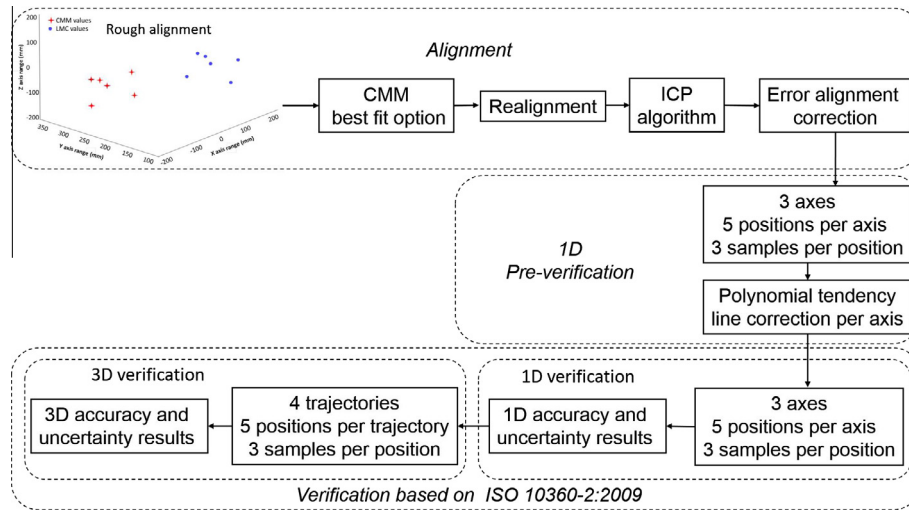 CMM values
LMC values
Rough alignment
200
100
0
-100
-200
Z axis range (mm)
350
300
250
200
150
100
Y axis range (mm)
-200
-100
0
100
200
X axis range (mm)
Alignment
CMM
best fit option
Realignment
ICP
algorithm
Error alignment
correction
1D
Pre-verification
3 axes
5 positions per axis
3 samples per position
Polynomial tendency
line correction per axis
3D verification
3D accuracy and
uncertainty results
4 trajectories
5 positions per trajectory
3 samples per position
1D verification
1D accuracy and
uncertainty results
3 axes
5 positions per axis
3 samples per position
Verification based on ISO 10360-2:2009